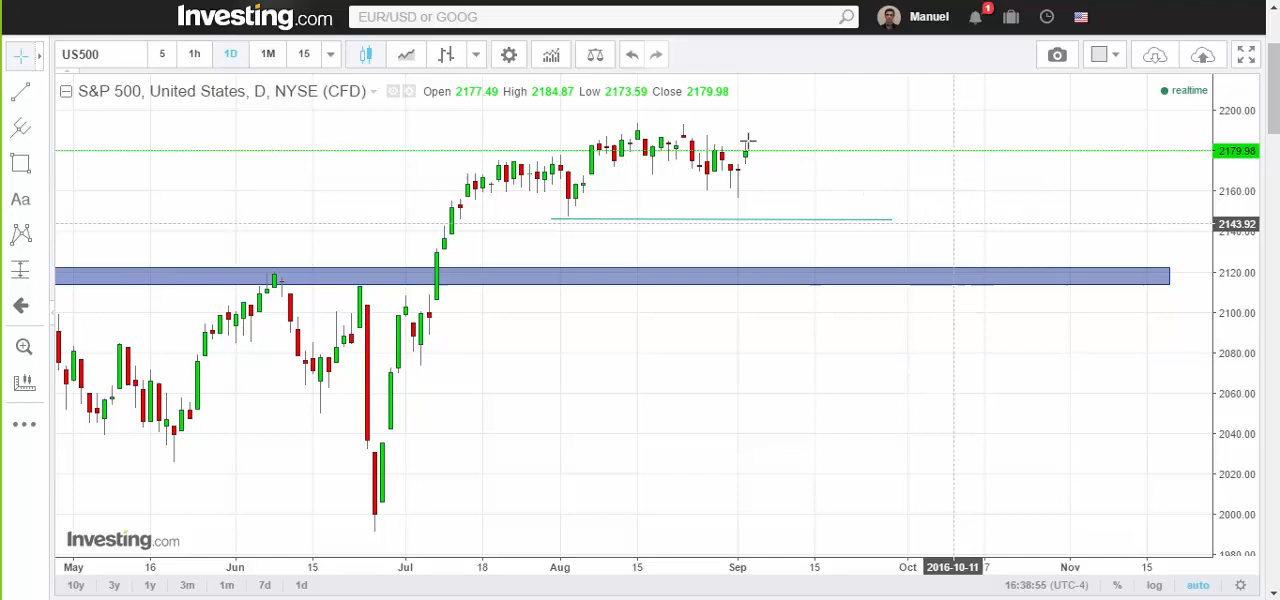 Investing.com EUR/USD or GOOG Manuel 1
US500 5 1h 1D 1M 15
S&P 500, United States, D, NYSE (CFD) Open 2177.49 High 2184.87 Low 2173.59 Close 2179.98 realtime
Aa
2200.00
2179.98
2160.00
2143.92
2140.00
2120.00
2100.00
2080.00
2060.00
2040.00
2020.00
2000.00
1980.00
Investing.com
May 16 Jun 15 Jul 18 Aug 15 Sep 15 Oct 2016-10-11 7 Nov 15
10y 3y 1y 3m 1m 7d 1d 16:38:55 (UTC-4) % log auto